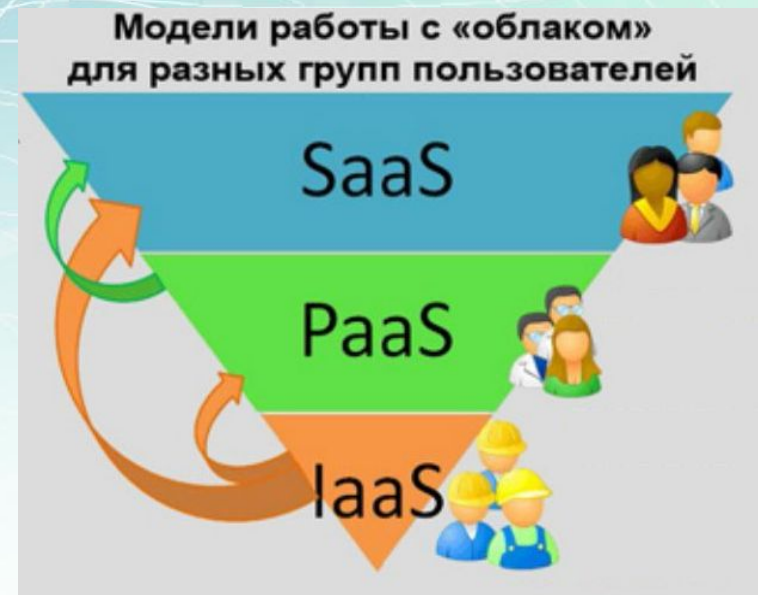 Модели работы с «облаком»
для разных групп пользователей
SaaS
PaaS
IaaS